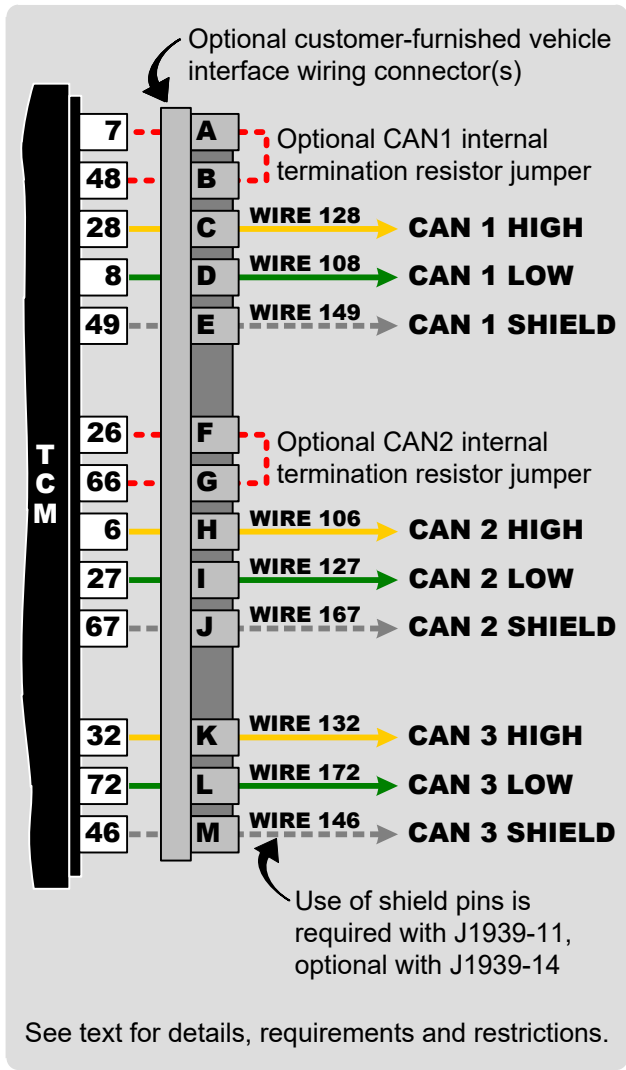 Optional customer-furnished vehicle
interface wiring connector(s)
7 A Optional CAN1 internal
48 B termination resistor jumper
28 C WIRE 128 CAN 1 HIGH
8 D WIRE 108 CAN 1 LOW
49 E WIRE 149 CAN 1 SHIELD
TCM
26 F Optional CAN2 internal
66 G termination resistor jumper
6 H WIRE 106 CAN 2 HIGH
27 I WIRE 127 CAN 2 LOW
67 J WIRE 167 CAN 2 SHIELD
32 K WIRE 132 CAN 3 HIGH
72 L WIRE 172 CAN 3 LOW
46 M WIRE 146 CAN 3 SHIELD
Use of shield pins is
required with J1939-11,
optional with J1939-14
See text for details, requirements and restrictions.